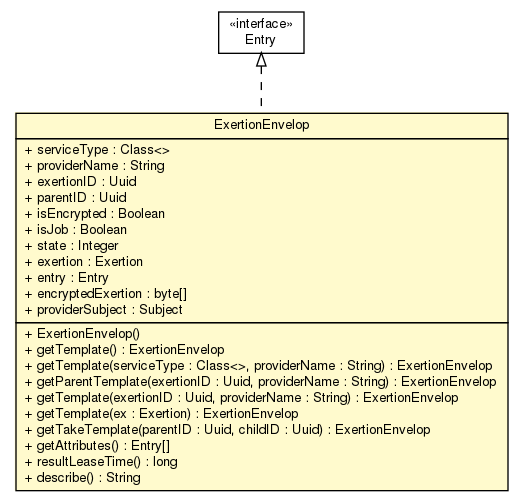 «interface»
Entry
ExertionEnvelop
+ serviceType : Class<>
+ providerName : String
+ exertionID : Uuid
+ parentID : Uuid
+ isEncrypted : Boolean
+ isJob : Boolean
+ state : Integer
+ exertion : Exertion
+ entry : Entry
+ encryptedExertion : byte[]
+ providerSubject : Subject
+ ExertionEnvelop()
+ getTemplate() : ExertionEnvelop
+ getTemplate(serviceType : Class<>, providerName : String) : ExertionEnvelop
+ getParentTemplate(exertionID : Uuid, providerName : String) : ExertionEnvelop
+ getTemplate(exertionID : Uuid, providerName : String) : ExertionEnvelop
+ getTemplate(ex : Exertion) : ExertionEnvelop
+ getTakeTemplate(parentID : Uuid, childID : Uuid) : ExertionEnvelop
+ getAttributes() : Entry[]
+ resultLeaseTime() : long
+ describe() : String